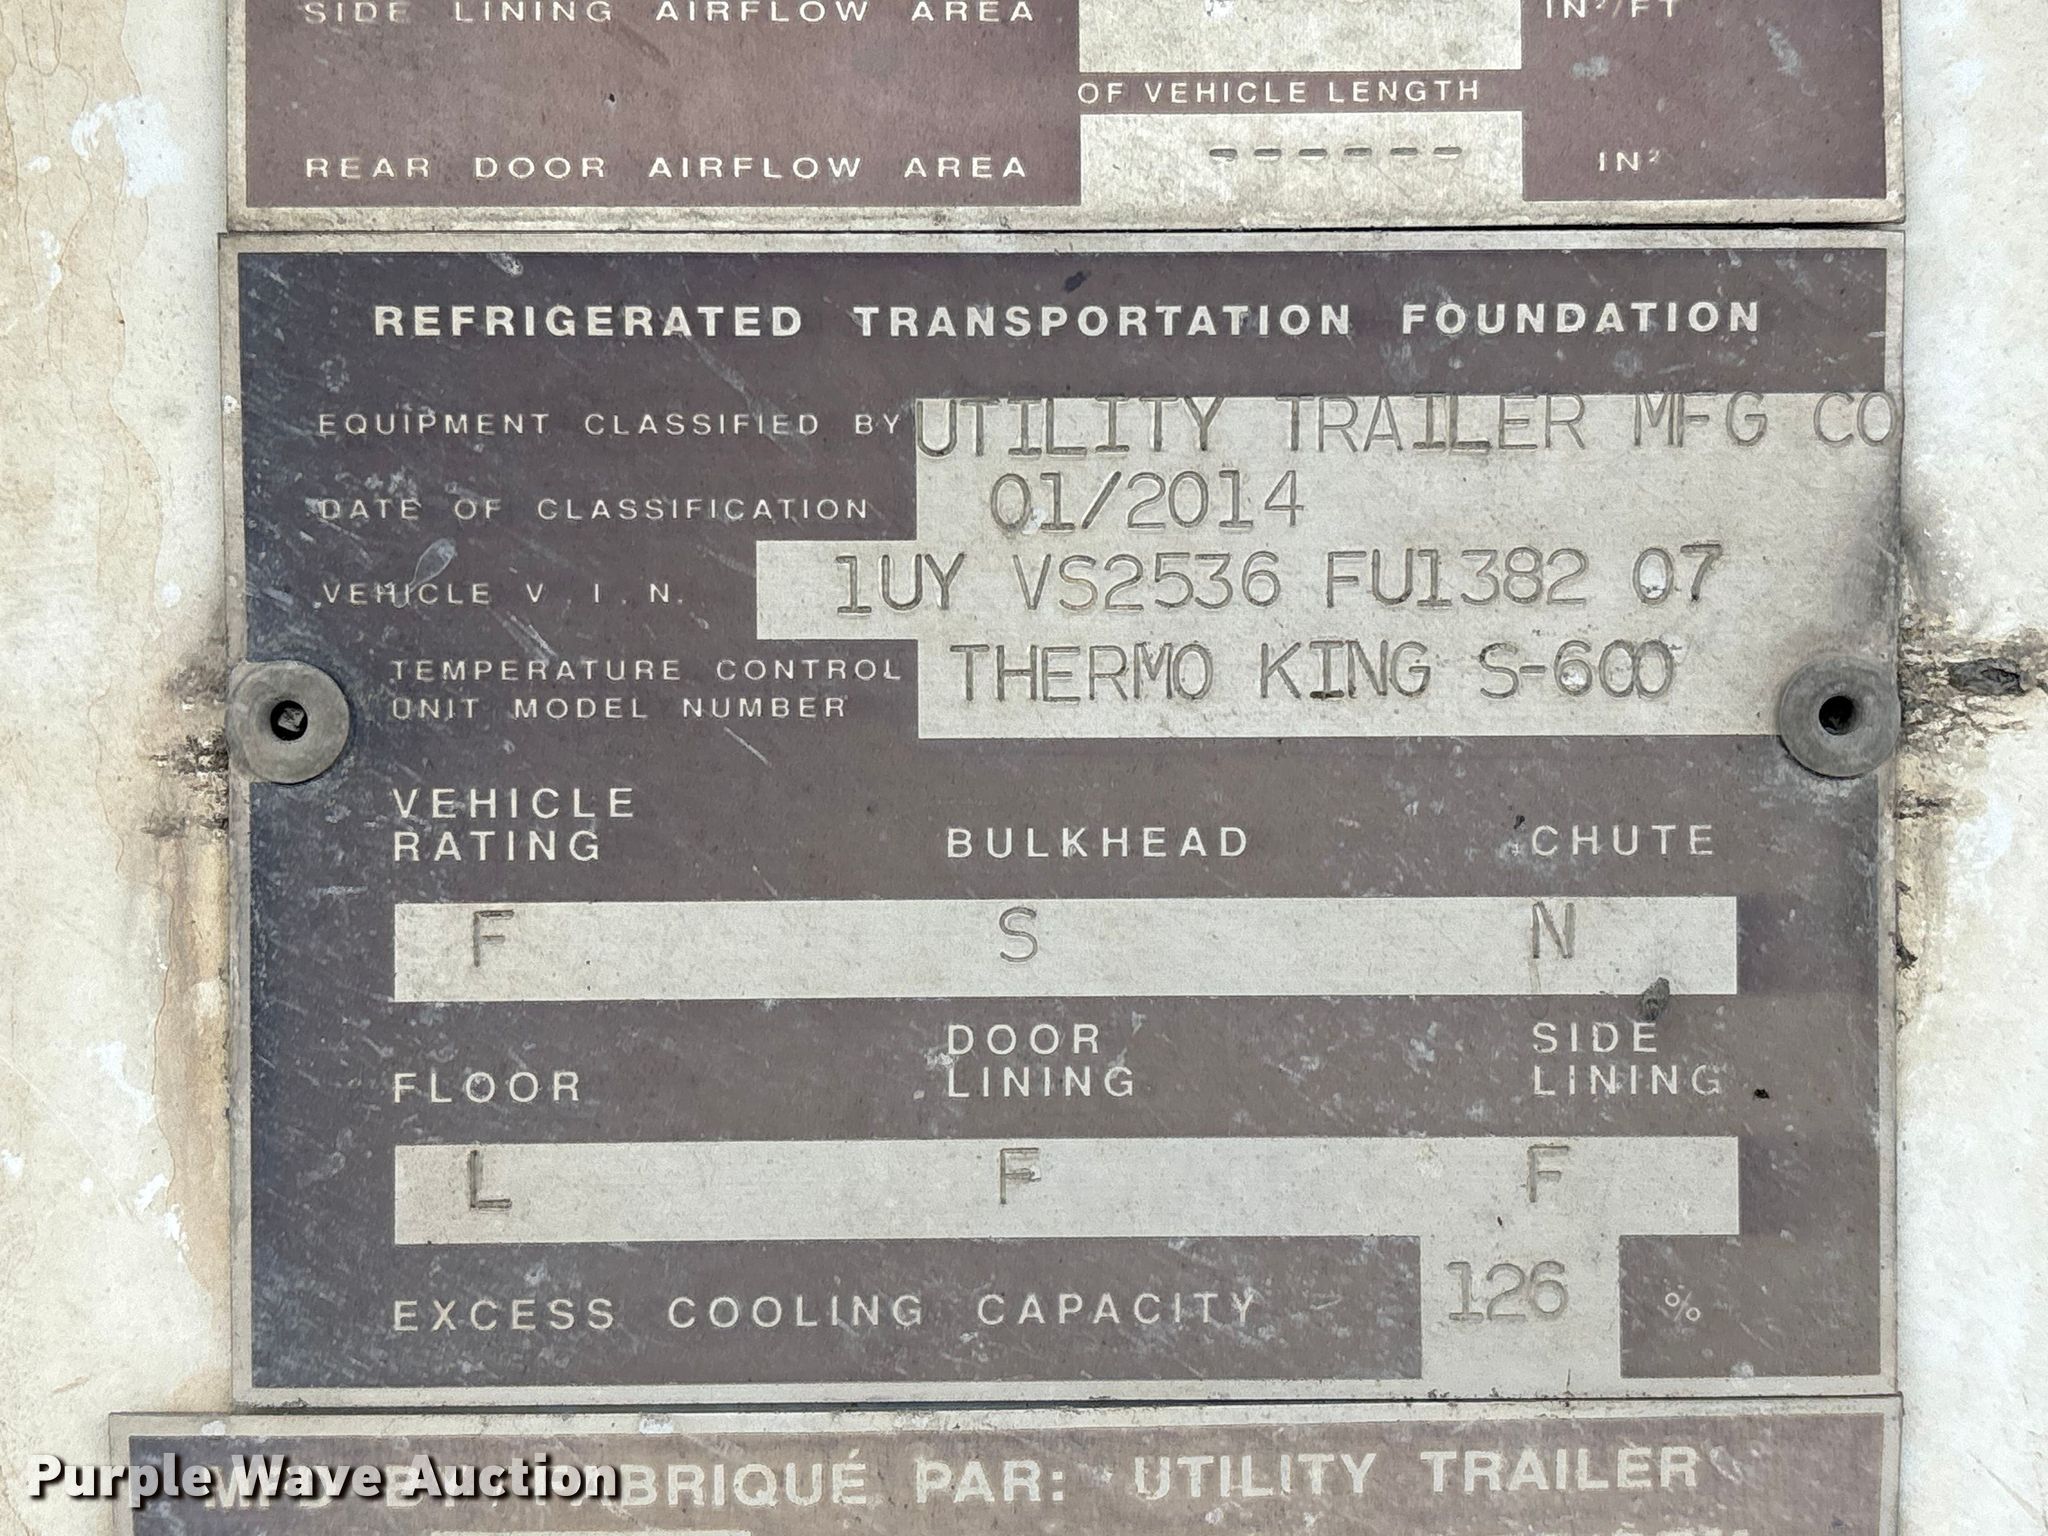 SIDE LINING AIRFLOW AREA IN²/FT
OF VEHICLE LENGTH
REAR DOOR AIRFLOW AREA ------ IN²
REFRIGERATED TRANSPORTATION FOUNDATION
EQUIPMENT CLASSIFIED BY UTILITY TRAILER MFG CO
DATE OF CLASSIFICATION 01/2014
VEHICLE V I . N. 1UY VS2536 FU1382 07
TEMPERATURE CONTROL THERMO KING S-600
UNIT MODEL NUMBER
VEHICLE
RATING BULKHEAD CHUTE
F S N
DOOR SIDE
FLOOR LINING LINING
L F F
EXCESS COOLING CAPACITY 126 %
FABRIQUÉ PAR: UTILITY TRAILER
Purple Wave Auction